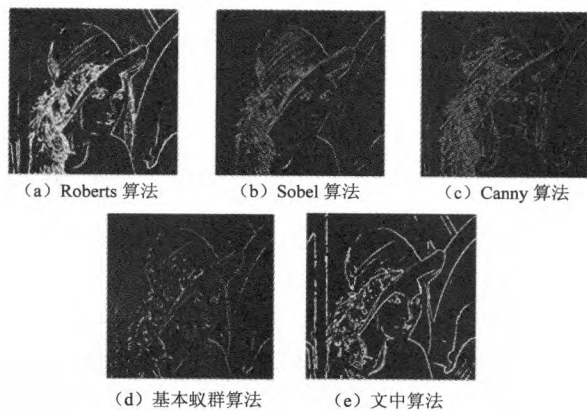 (a) Roberts 算法
(b) Sobel 算法
(c) Canny 算法
(d) 基本蚁群算法
(e) 文中算法